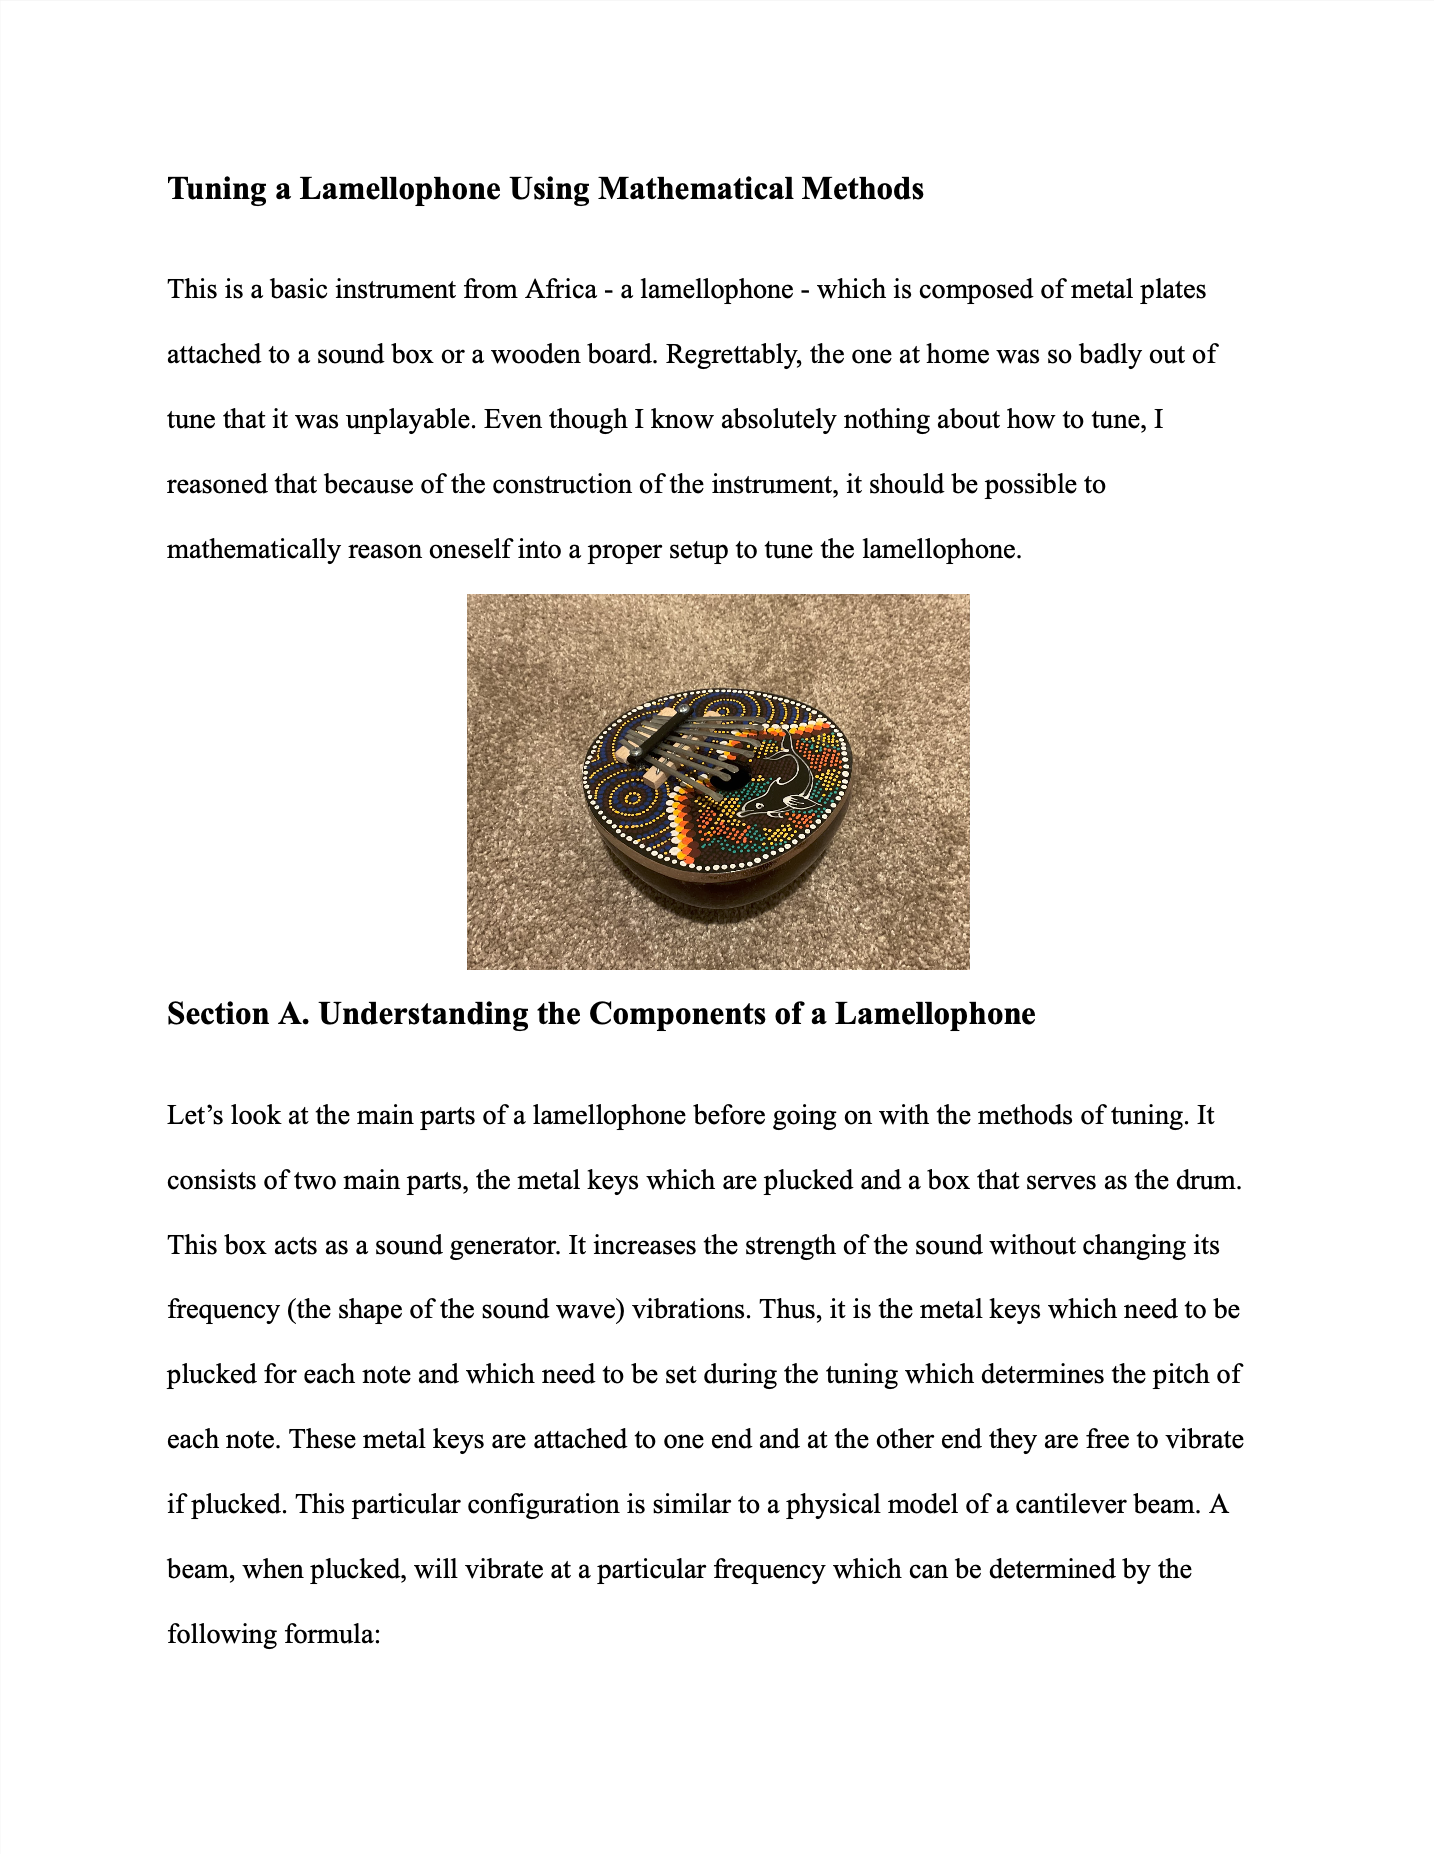 Tuning a Lamellophone Using Mathematical Methods
This is a basic instrument from Africa - a lamellophone - which is composed of metal plates
attached to a sound box or a wooden board. Regrettably, the one at home was so badly out of
tune that it was unplayable. Even though I know absolutely nothing about how to tune, I
reasoned that because of the construction of the instrument, it should be possible to
mathematically reason oneself into a proper setup to tune the lamellophone.
Section A. Understanding the Components of a Lamellophone
Let’s look at the main parts of a lamellophone before going on with the methods of tuning. It
consists of two main parts, the metal keys which are plucked and a box that serves as the drum.
This box acts as a sound generator. It increases the strength of the sound without changing its
frequency (the shape of the sound wave) vibrations. Thus, it is the metal keys which need to be
plucked for each note and which need to be set during the tuning which determines the pitch of
each note. These metal keys are attached to one end and at the other end they are free to vibrate
if plucked. This particular configuration is similar to a physical model of a cantilever beam. A
beam, when plucked, will vibrate at a particular frequency which can be determined by the
following formula: